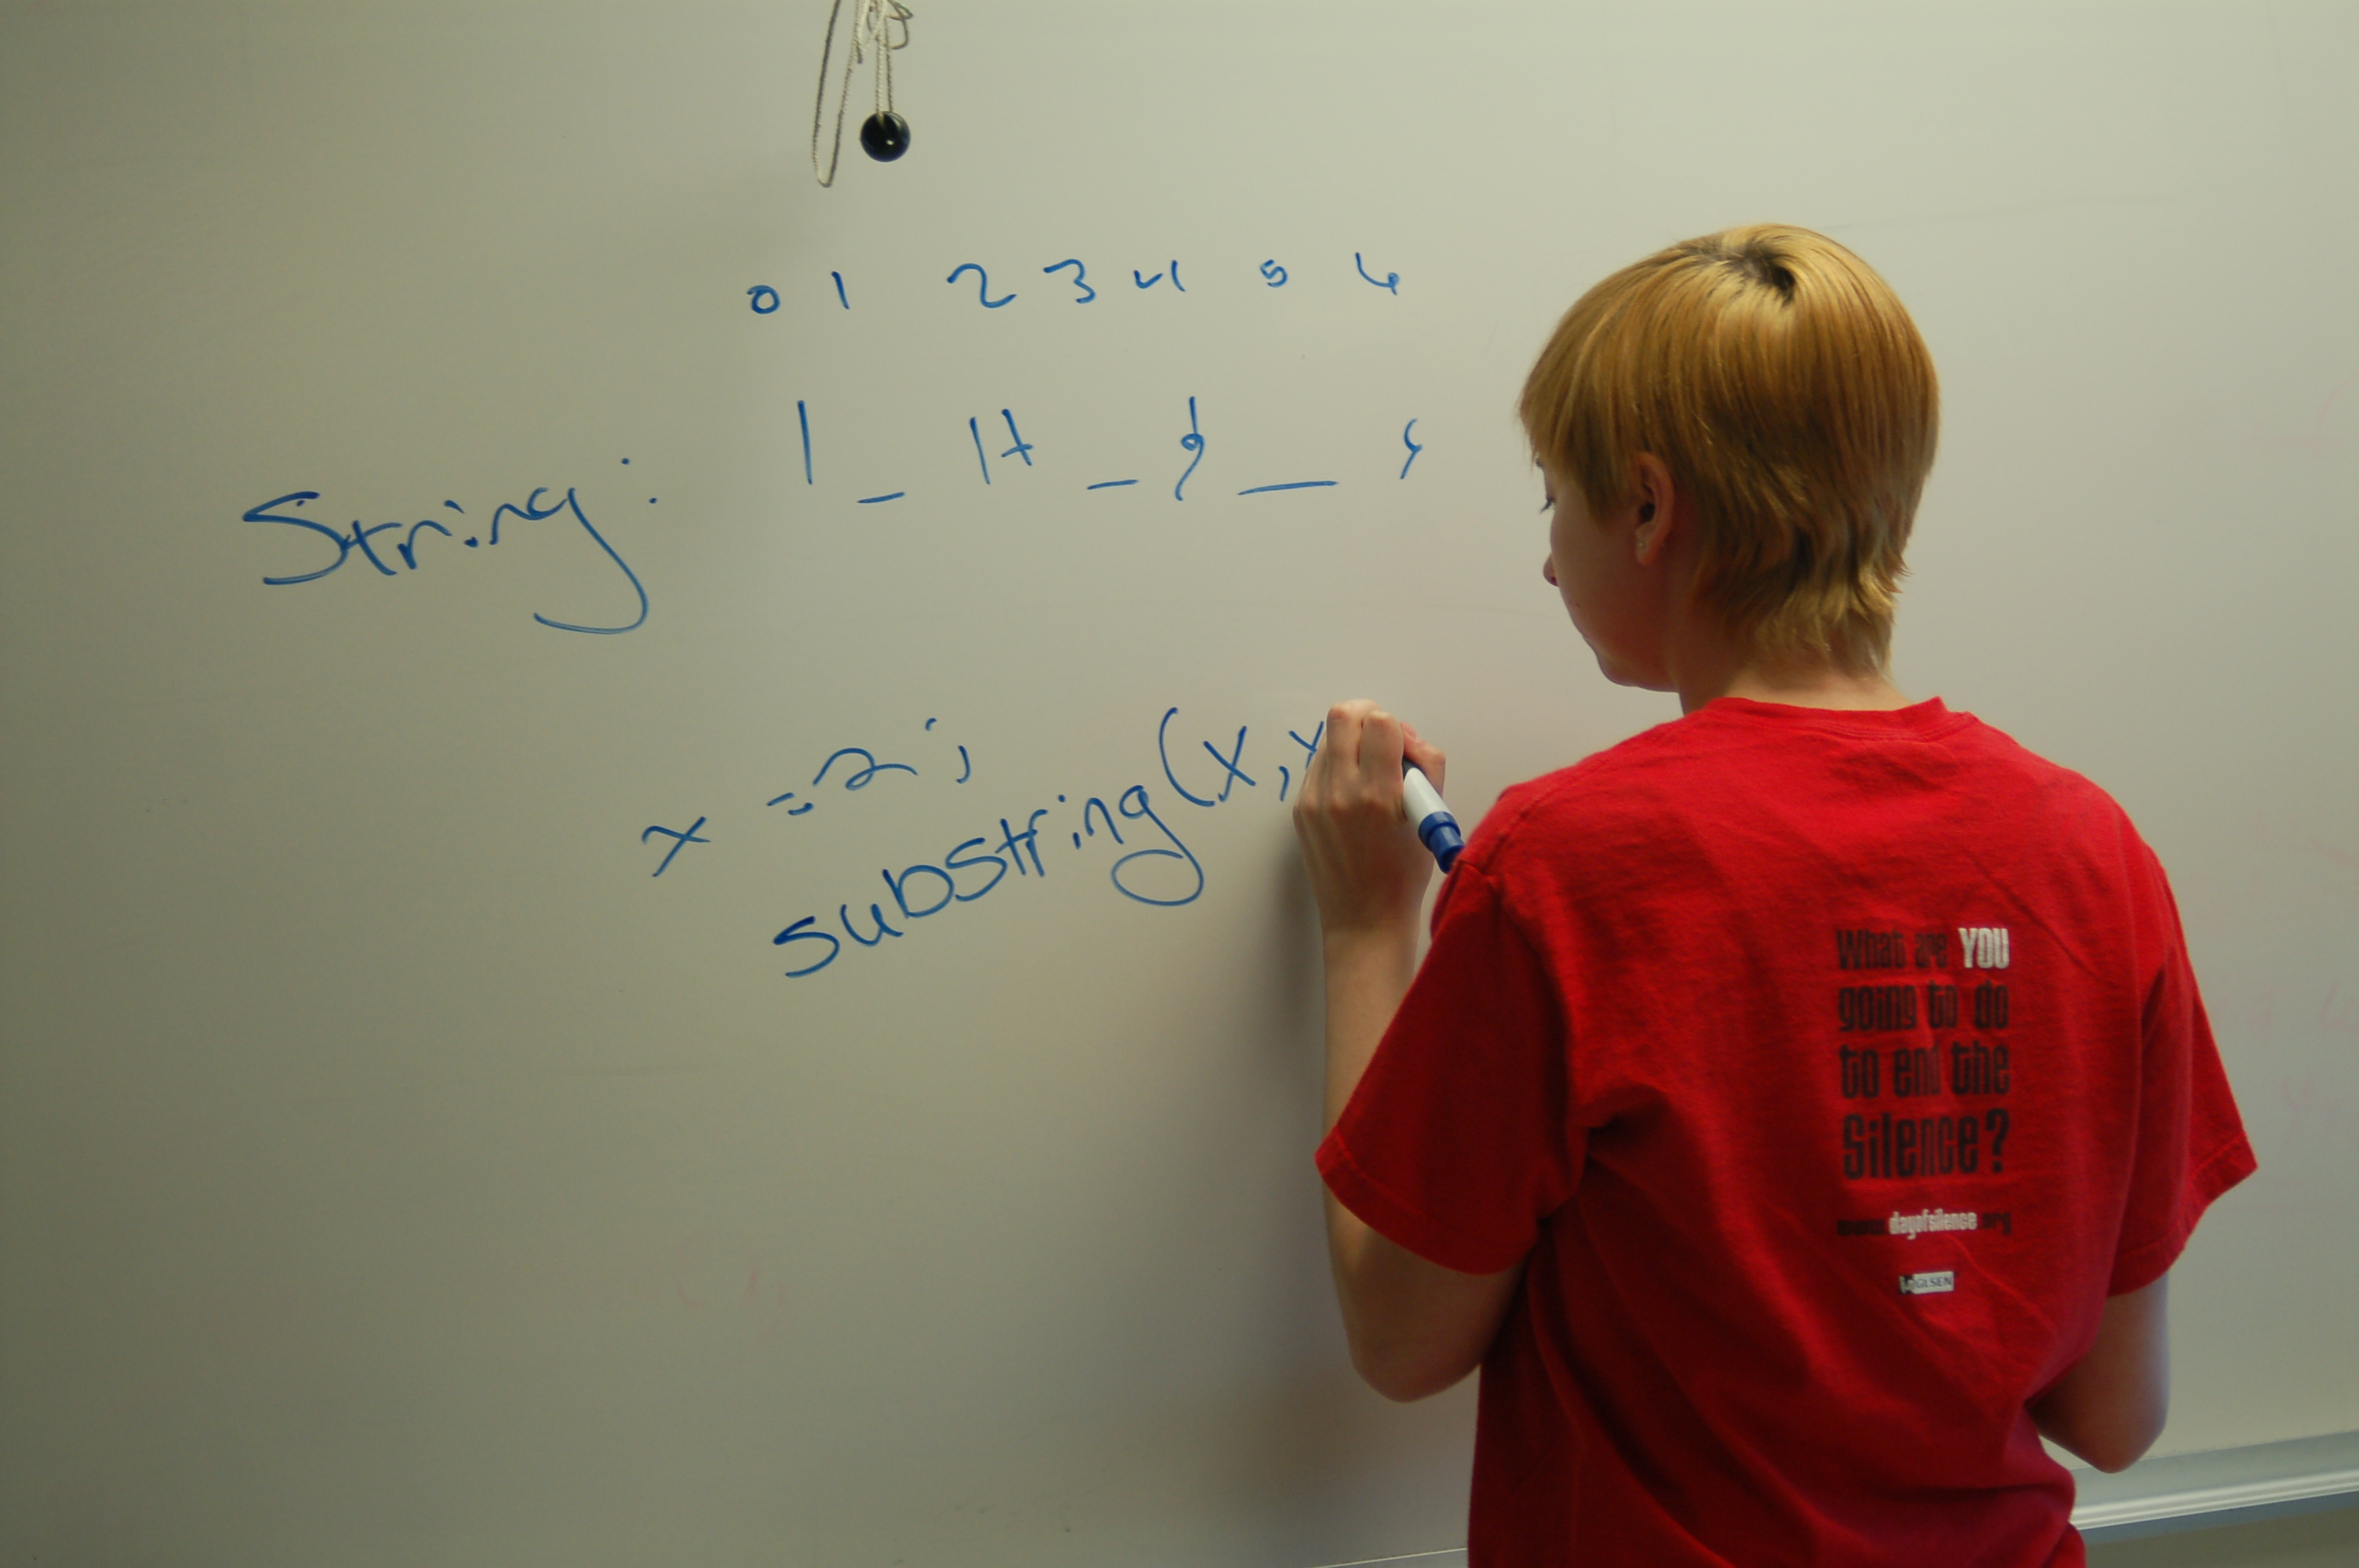 0 1 2 3 4 5 6
String:
x = 2;
substring(x,x
What are YOU
going to do
to end the
Silence?
www.dayofsilence.org
GLSEN